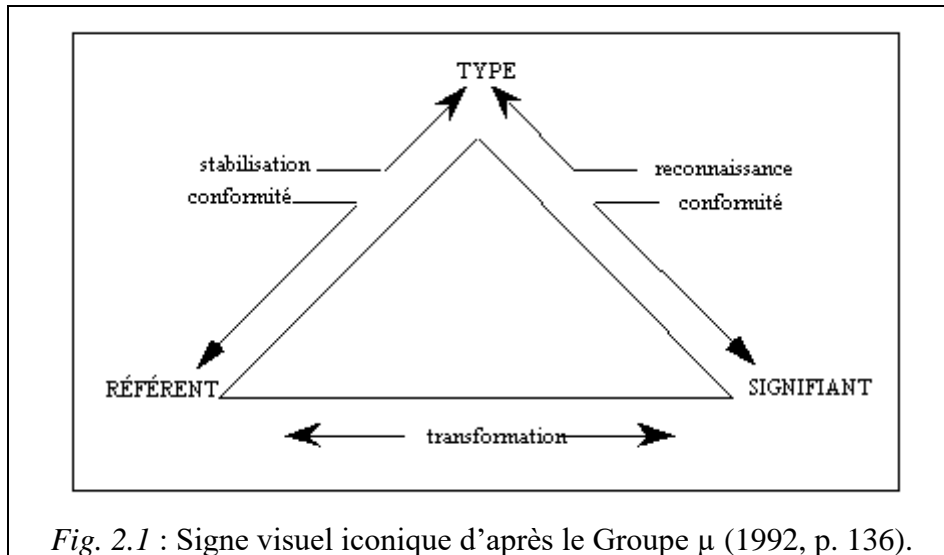 TYPE
stabilisation
reconnaissance
conformité
conformité
RÉFÉRENT
SIGNIFIANT
transformation
Fig. 2.1 : Signe visuel iconique d’après le Groupe µ (1992, p. 136).